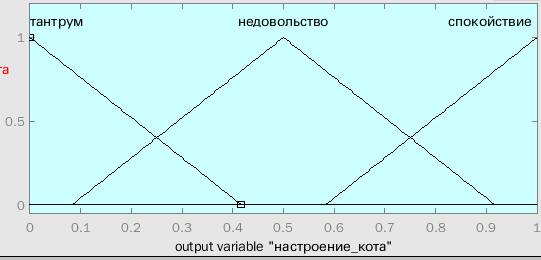 тантрум недовольство спокойствие
1
та
0.5
0
0 0.1 0.2 0.3 0.4 0.5 0.6 0.7 0.8 0.9 1
output variable "настроение_кота"